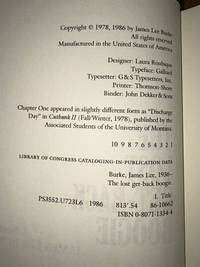 Copyright © 1978, 1986 by James Lee Burke
All rights reserved
Manufactured in the United States of America
Designer: Laura Roubique
Typeface: Galliard
Typesetter: G&S Typesetters, Inc.
Printer: Thomson-Shore
Binder: John Dekker & Sons
Chapter One appeared in slightly different form as "Discharge
Day" in Cutbank II (Fall/Winter, 1978), published by the
Associated Students of the University of Montana.
10 9 8 7 6 5 4 3 2 1
LIBRARY OF CONGRESS CATALOGING-IN-PUBLICATION DATA
Burke, James Lee, 1936–
The lost get-back boogie.
I. Title.
PS3552.U723L6 1986 813'.54 86-10662
ISBN 0-8071-1334-4